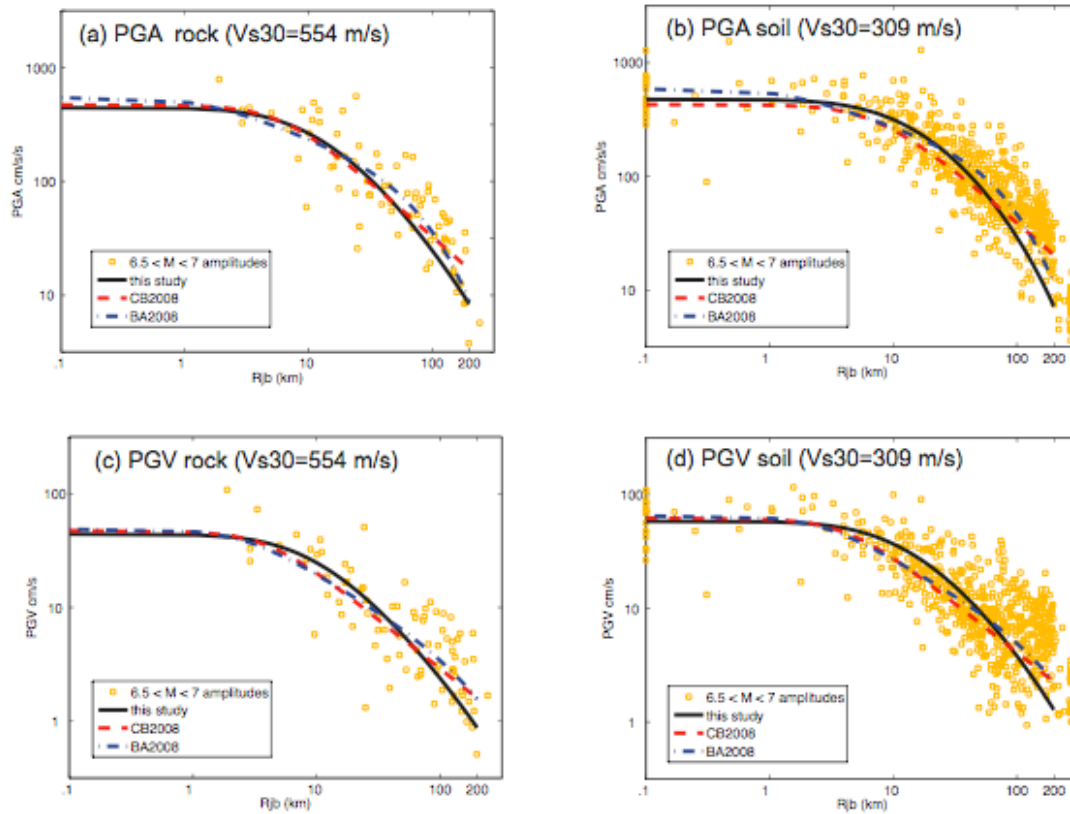 (a) PGA rock (Vs30=554 m/s)
1000
100
10
PGA cm/s/s
6.5 < M < 7 amplitudes
this study
CB2008
BA2008
.1 1 10 100 200
Rjb (km)
(b) PGA soil (Vs30=309 m/s)
1000
100
10
PGA cm/s/s
6.5 < M < 7 amplitudes
this study
CB2008
BA2008
.1 1 10 100 200
Rjb (km)
(c) PGV rock (Vs30=554 m/s)
100
10
1
PGV cm/s
6.5 < M < 7 amplitudes
this study
CB2008
BA2008
.1 1 10 100 200
Rjb (km)
(d) PGV soil (Vs30=309 m/s)
100
10
1
PGV cm/s
6.5 < M < 7 amplitudes
this study
CB2008
BA2008
.1 1 10 100 200
Rjb (km)